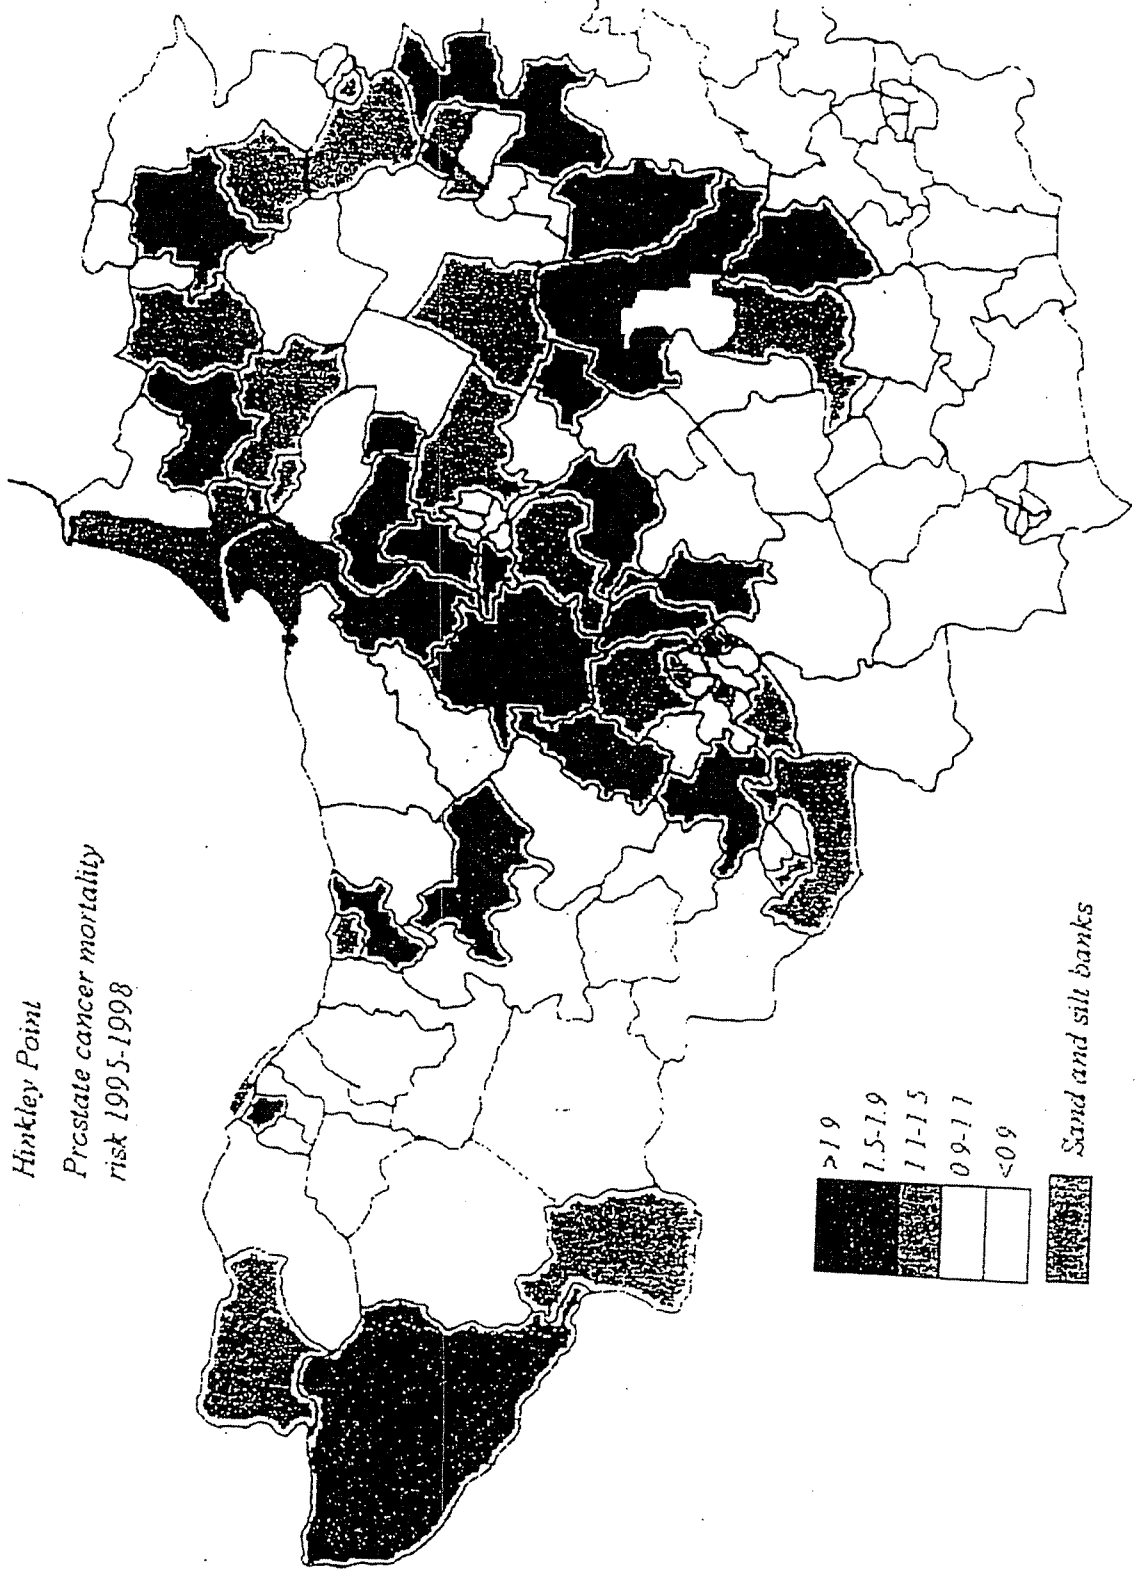 Hinkley Point
Prostate cancer mortality
risk 1995-1998
>1 9
1.5-1.9
1 1-1 5
0 9-1 1
<0 9
Sand and silt banks